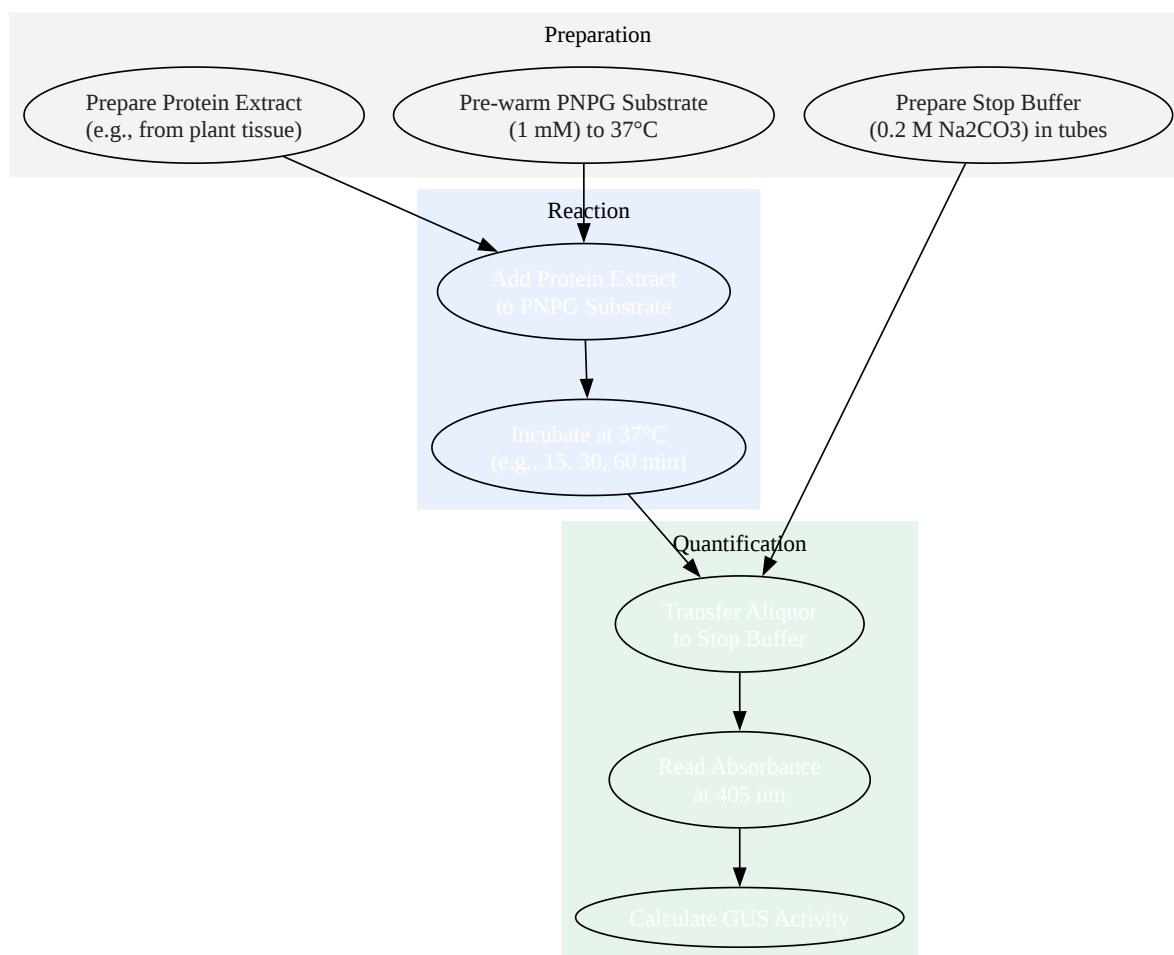 Preparation
Prepare Protein Extract
(e.g., from plant tissue)
Pre-warm PNPG Substrate
(1 mM) to 37°C
Prepare Stop Buffer
(0.2 M Na2CO3) in tubes
Reaction
Add Protein Extract
to PNPG Substrate
Incubate at 37°C
(e.g., 15, 30, 60 min)
Quantification
Transfer Aliquot
to Stop Buffer
Read Absorbance
at 405 nm
Calculate GUS Activity